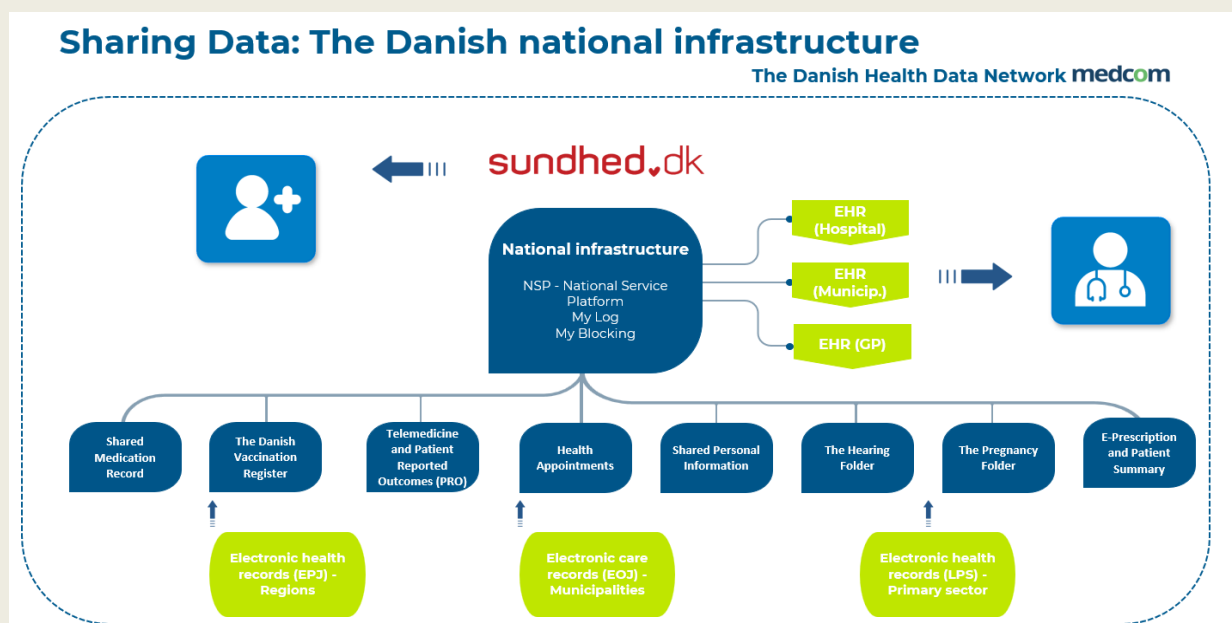 Sharing Data: The Danish national infrastructure
The Danish Health Data Network medcom
sundhed.dk
National infrastructure
NSP - National Service
Platform
My Log
My Blocking
EHR
(Hospital)
EHR
(Municip.)
EHR (GP)
Shared
Medication
Record
The Danish
Vaccination
Register
Telemedicine
and Patient
Reported
Outcomes (PRO)
Health
Appointments
Shared Personal
Information
The Hearing
Folder
The Pregnancy
Folder
E-Prescription
and Patient
Summary
Electronic health
records (EPJ) -
Regions
Electronic care
records (EOJ) -
Municipalities
Electronic health
records (LPS) -
Primary sector